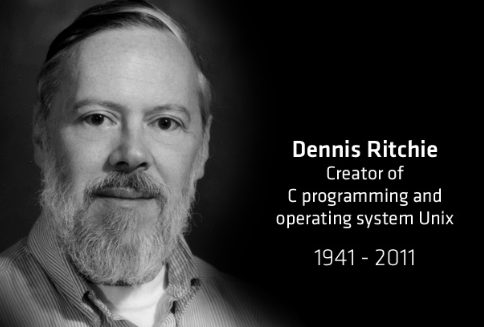 Dennis Ritchie
Creator of
C programming and
operating system Unix
1941 - 2011